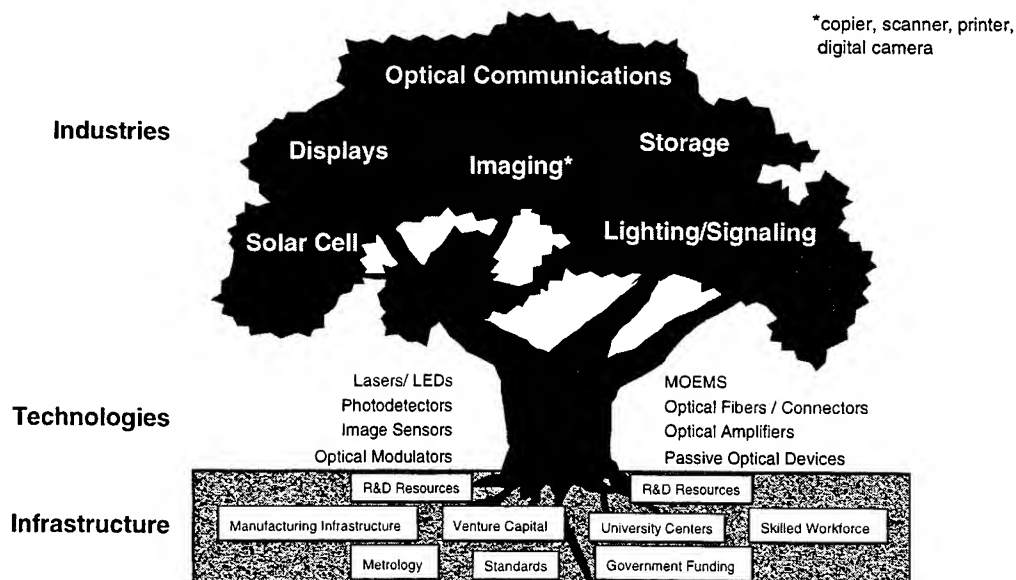 *copier, scanner, printer,
digital camera
Optical Communications
Industries
Displays
Imaging*
Storage
Solar Cell
Lighting/Signaling
Technologies
Lasers/ LEDs
Photodetectors
Image Sensors
Optical Modulators
MOEMS
Optical Fibers / Connectors
Optical Amplifiers
Passive Optical Devices
Infrastructure
R&D Resources
R&D Resources
Manufacturing Infrastructure
Venture Capital
University Centers
Skilled Workforce
Metrology
Standards
Government Funding